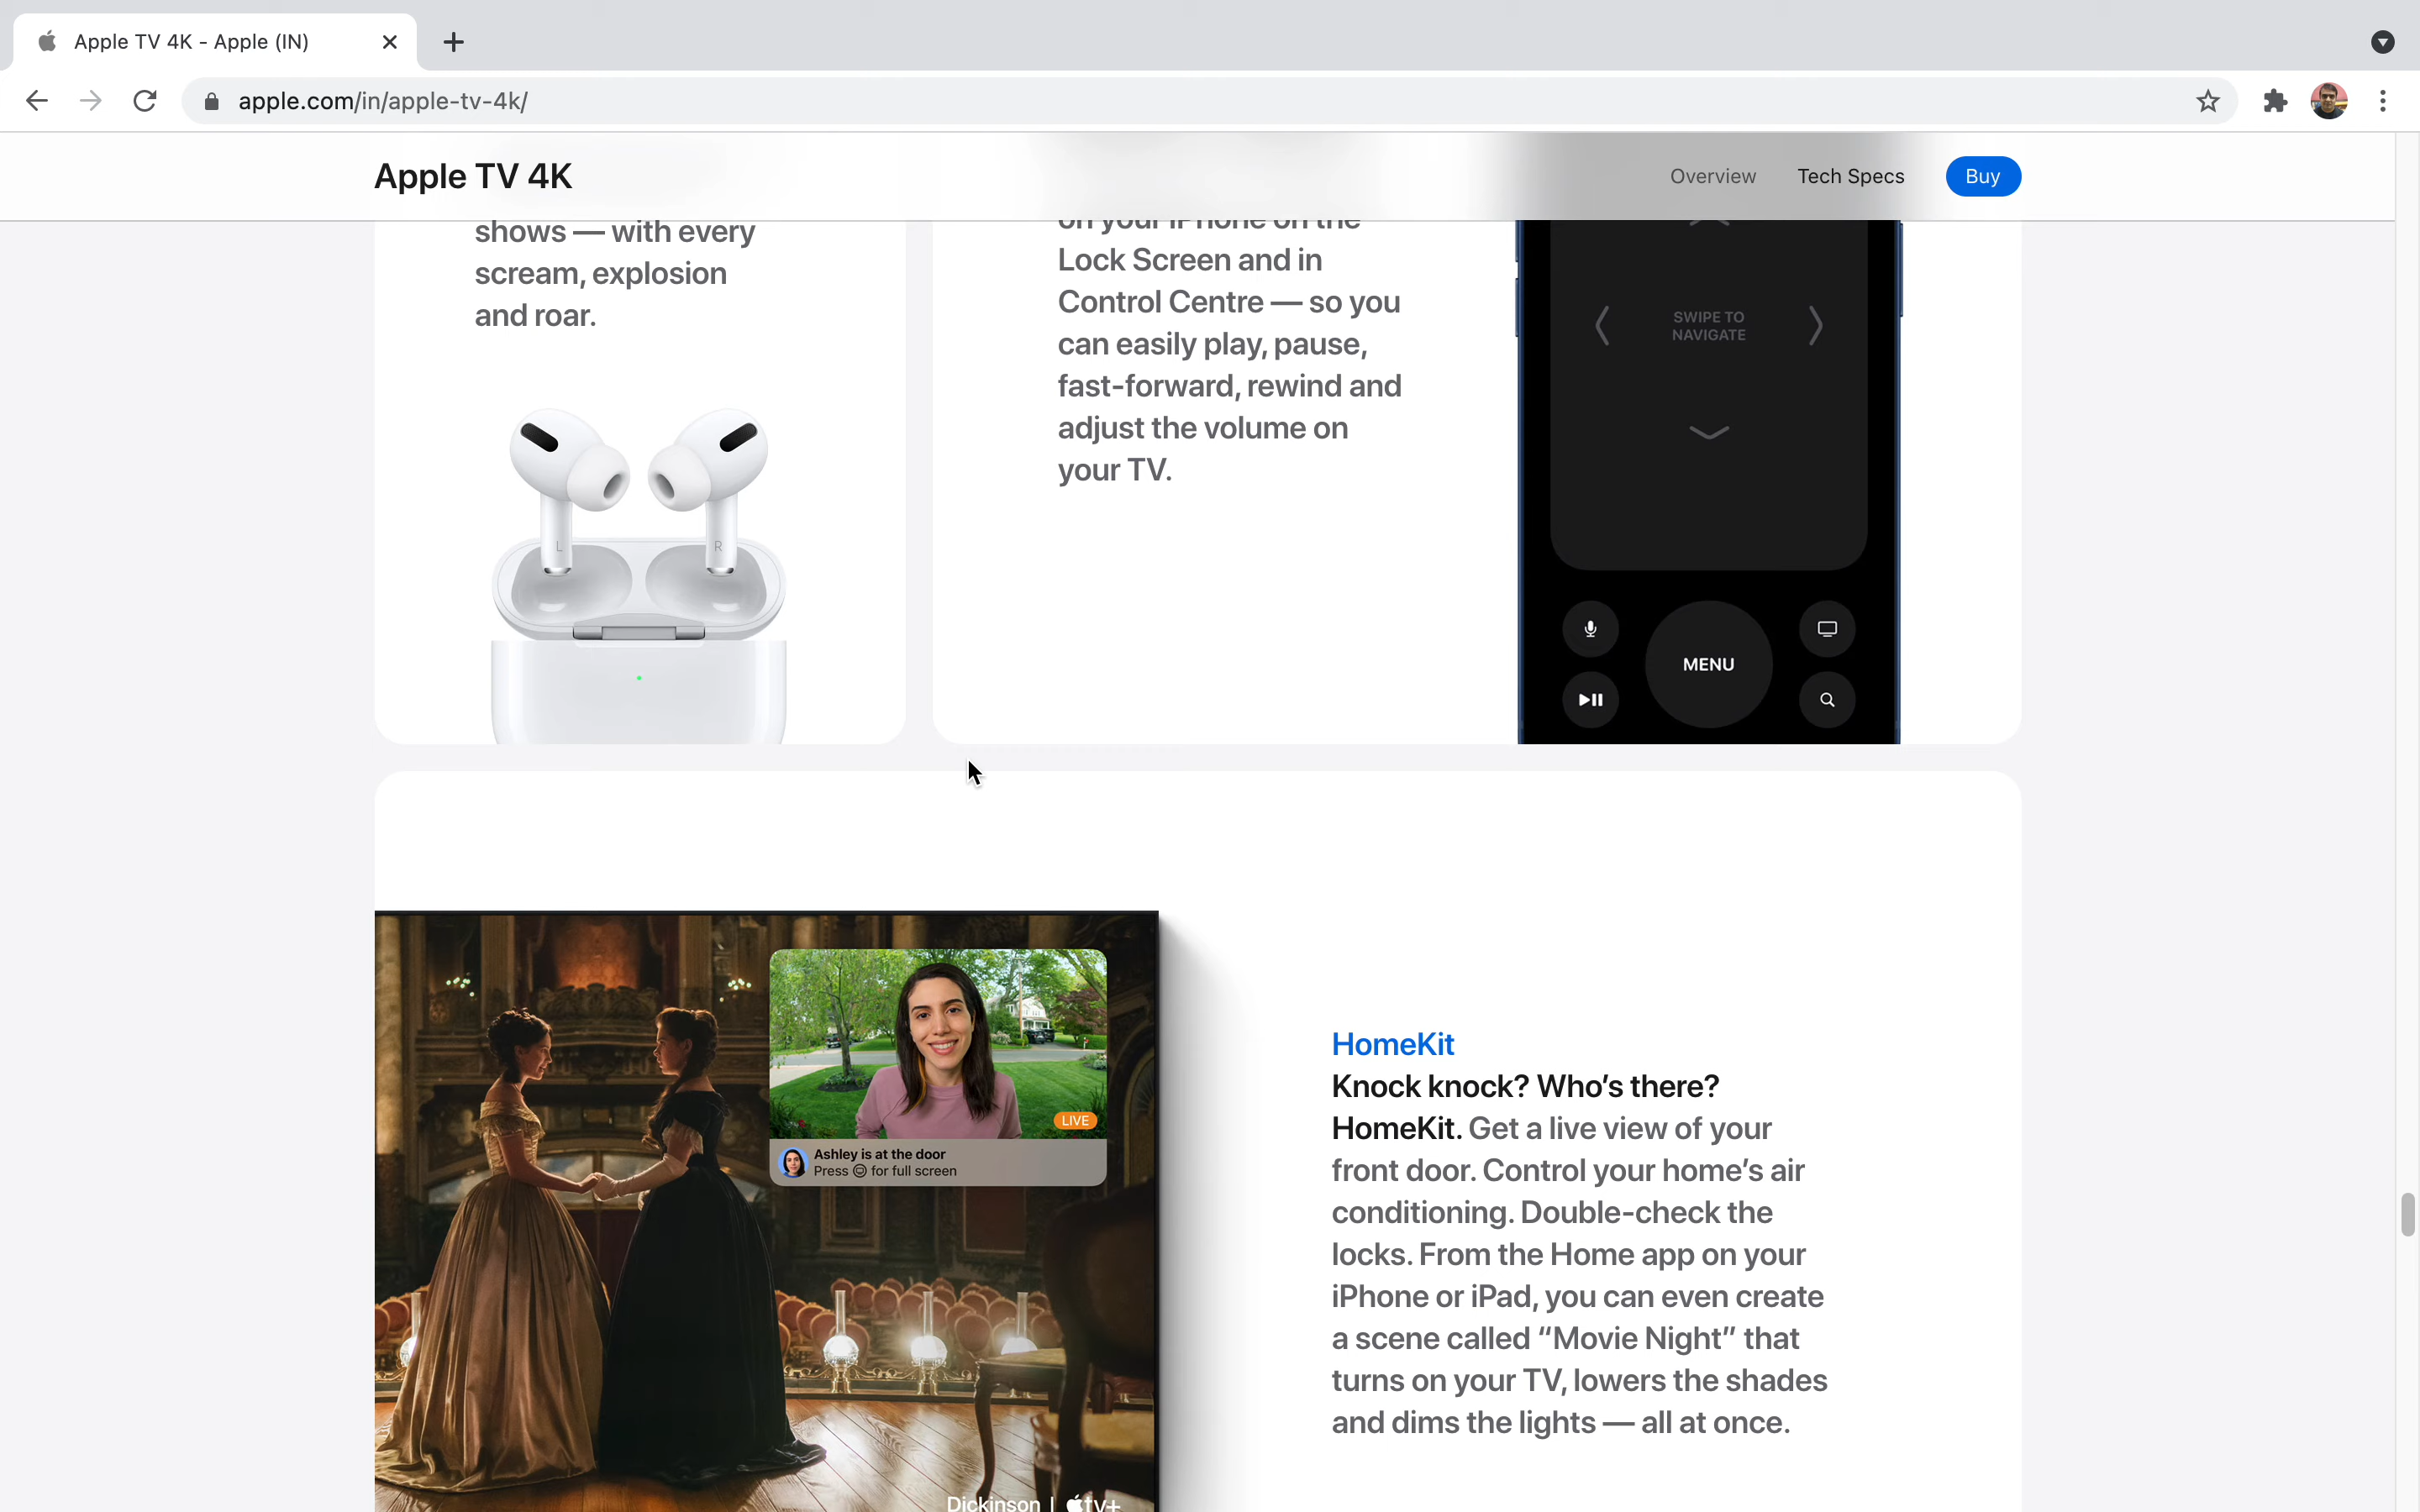 Apple TV 4K - Apple (IN)
apple.com/in/apple-tv-4k/
Apple TV 4K
Overview
Tech Specs
Buy
shows — with every
scream, explosion
and roar.
L
R
on your iPhone on the
Lock Screen and in
Control Centre — so you
can easily play, pause,
fast-forward, rewind and
adjust the volume on
your TV.
SWIPE TO
NAVIGATE
MENU
LIVE
Ashley is at the door
Press for full screen
Dickinson | tv+
HomeKit
Knock knock? Who’s there?
HomeKit. Get a live view of your
front door. Control your home’s air
conditioning. Double-check the
locks. From the Home app on your
iPhone or iPad, you can even create
a scene called “Movie Night” that
turns on your TV, lowers the shades
and dims the lights — all at once.